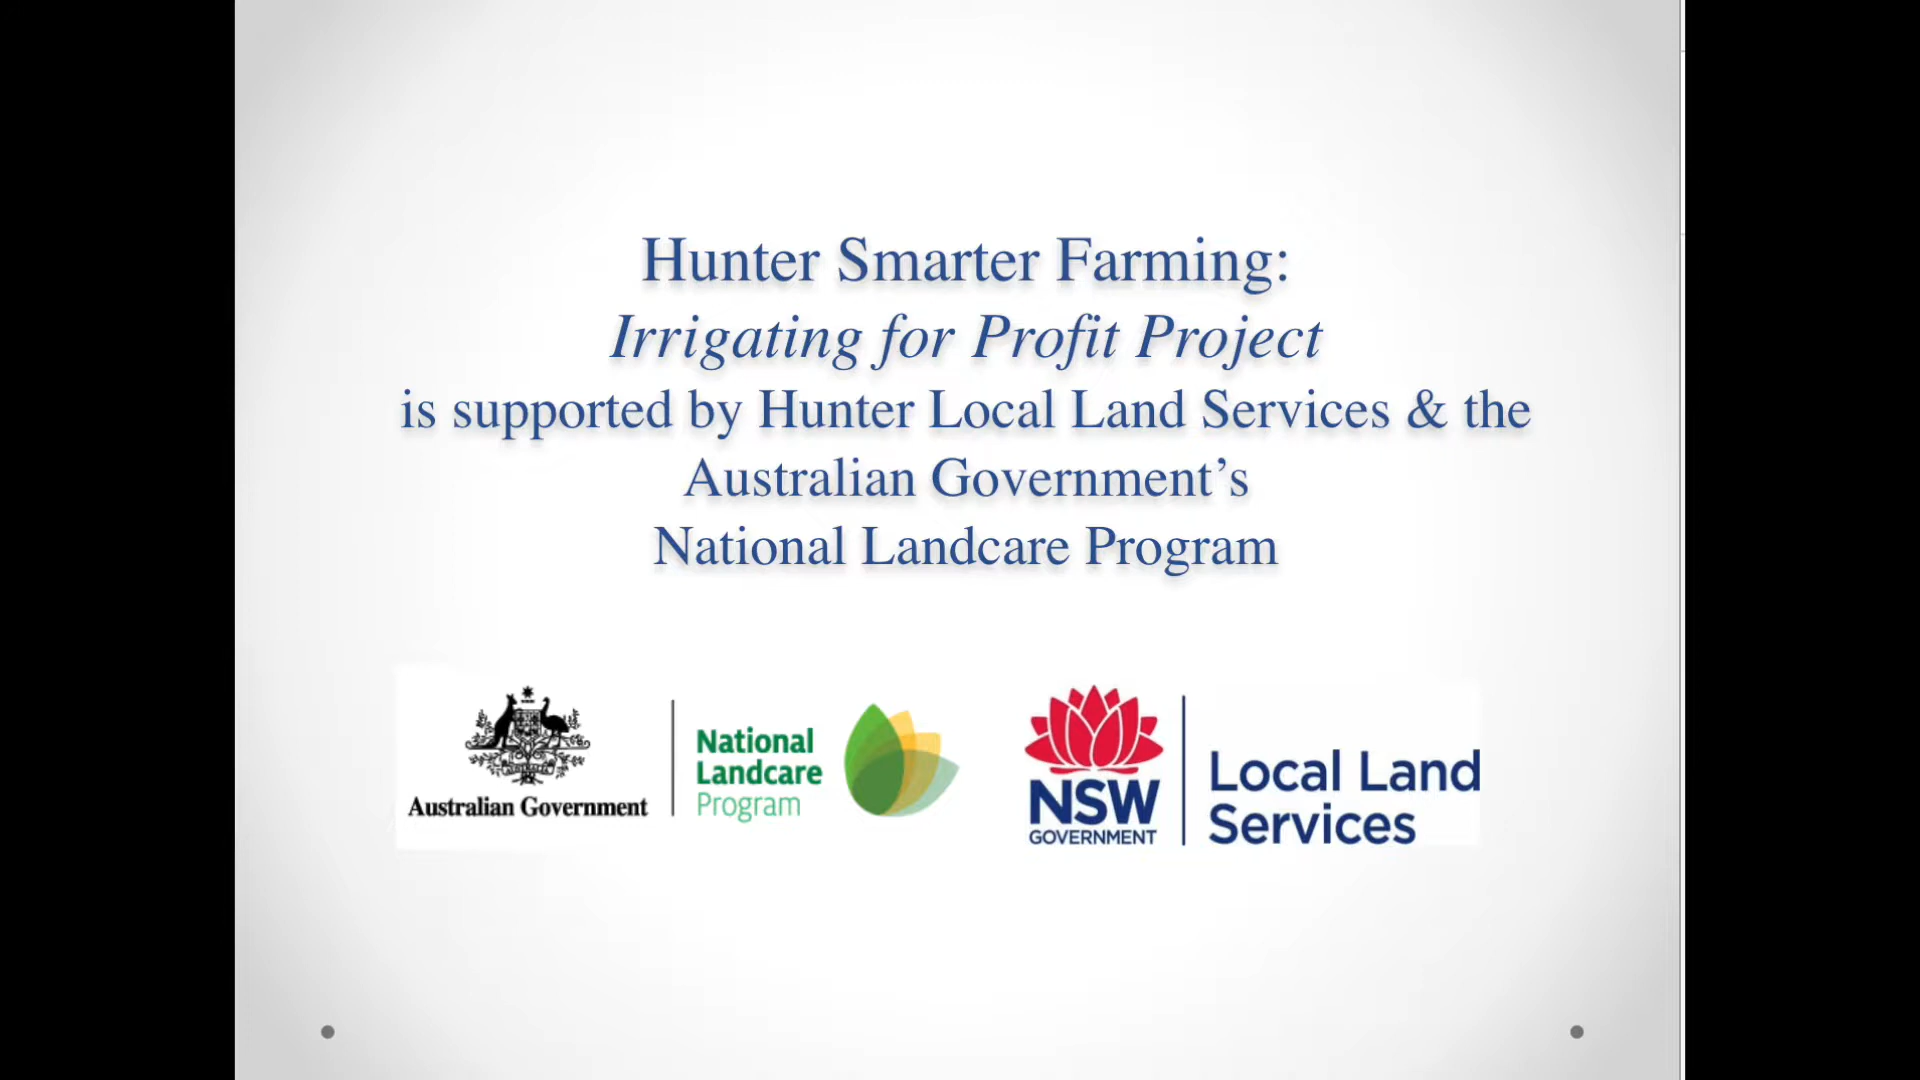 Hunter Smarter Farming:
Irrigating for Profit Project
is supported by Hunter Local Land Services & the
Australian Government’s
National Landcare Program
Australian Government
National
Landcare
Program
NSW
GOVERNMENT
Local Land
Services